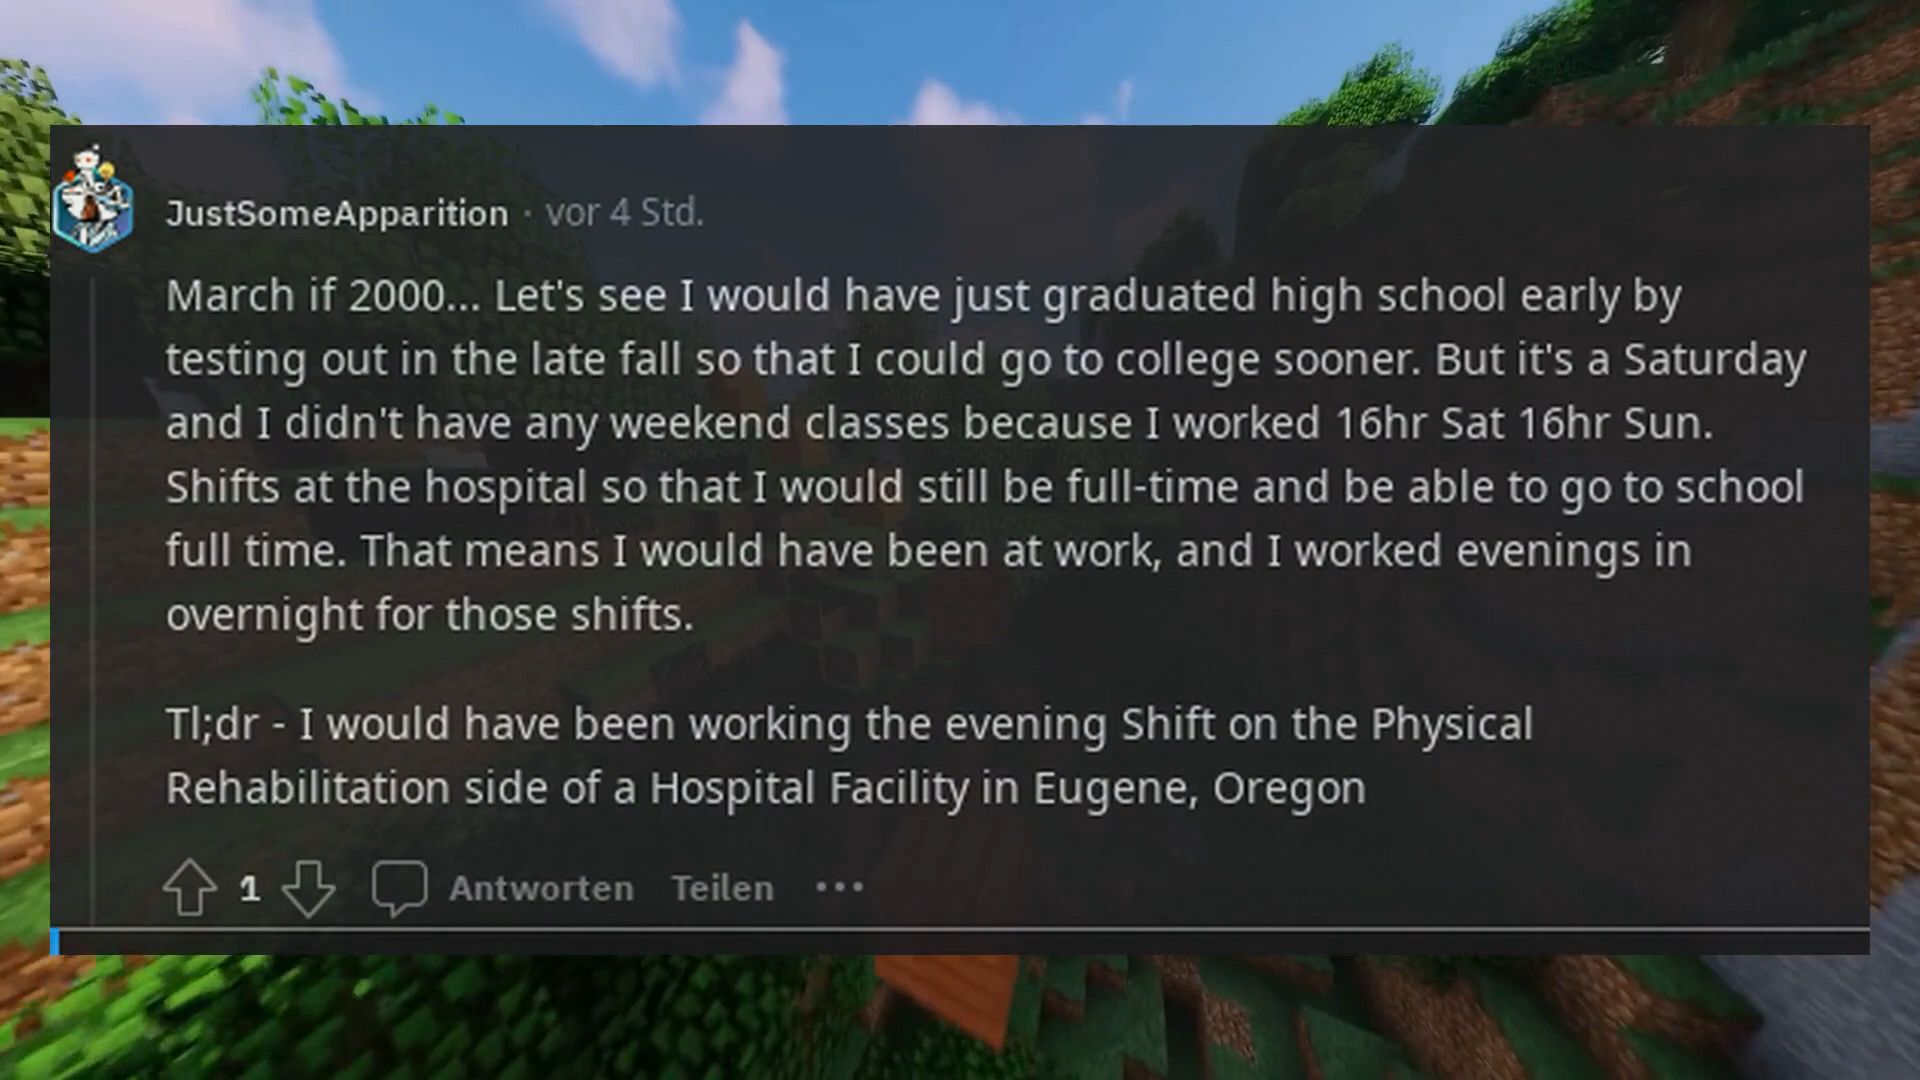 JustSomeApparition · vor 4 Std.
March if 2000... Let's see I would have just graduated high school early by
testing out in the late fall so that I could go to college sooner. But it's a Saturday
and I didn't have any weekend classes because I worked 16hr Sat 16hr Sun.
Shifts at the hospital so that I would still be full-time and be able to go to school
full time. That means I would have been at work, and I worked evenings in
overnight for those shifts.
Tl;dr - I would have been working the evening Shift on the Physical
Rehabilitation side of a Hospital Facility in Eugene, Oregon
1 Antworten Teilen •••